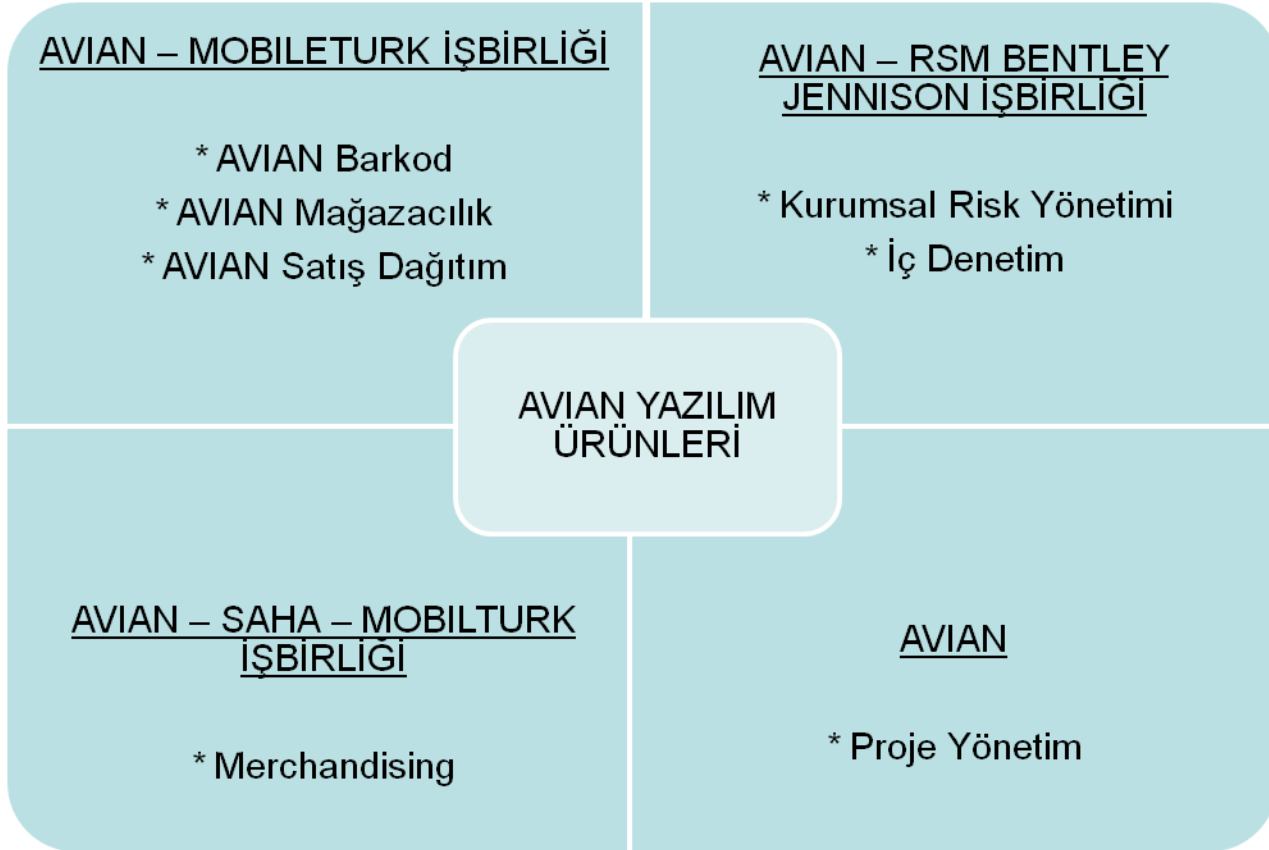 AVIAN – MOBILETURK İŞBİRLİĞİ
* AVIAN Barkod
* AVIAN Mağazacılık
* AVIAN Satış Dağıtım
AVIAN – RSM BENTLEY
JENNISON İŞBİRLİĞİ
* Kurumsal Risk Yönetimi
* İç Denetim
AVIAN YAZILIM
ÜRÜNLERİ
AVIAN – SAHA – MOBILTURK
İŞBİRLİĞİ
* Merchandising
AVIAN
* Proje Yönetim